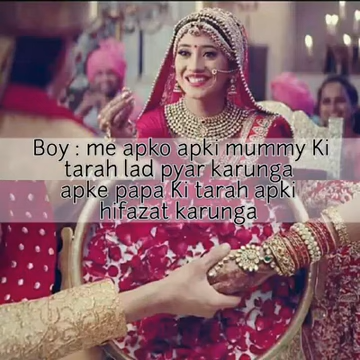 Boy : me apko apki mummy Ki
tarah lad pyar karunga
apke papa Ki tarah apki
hifazat karunga